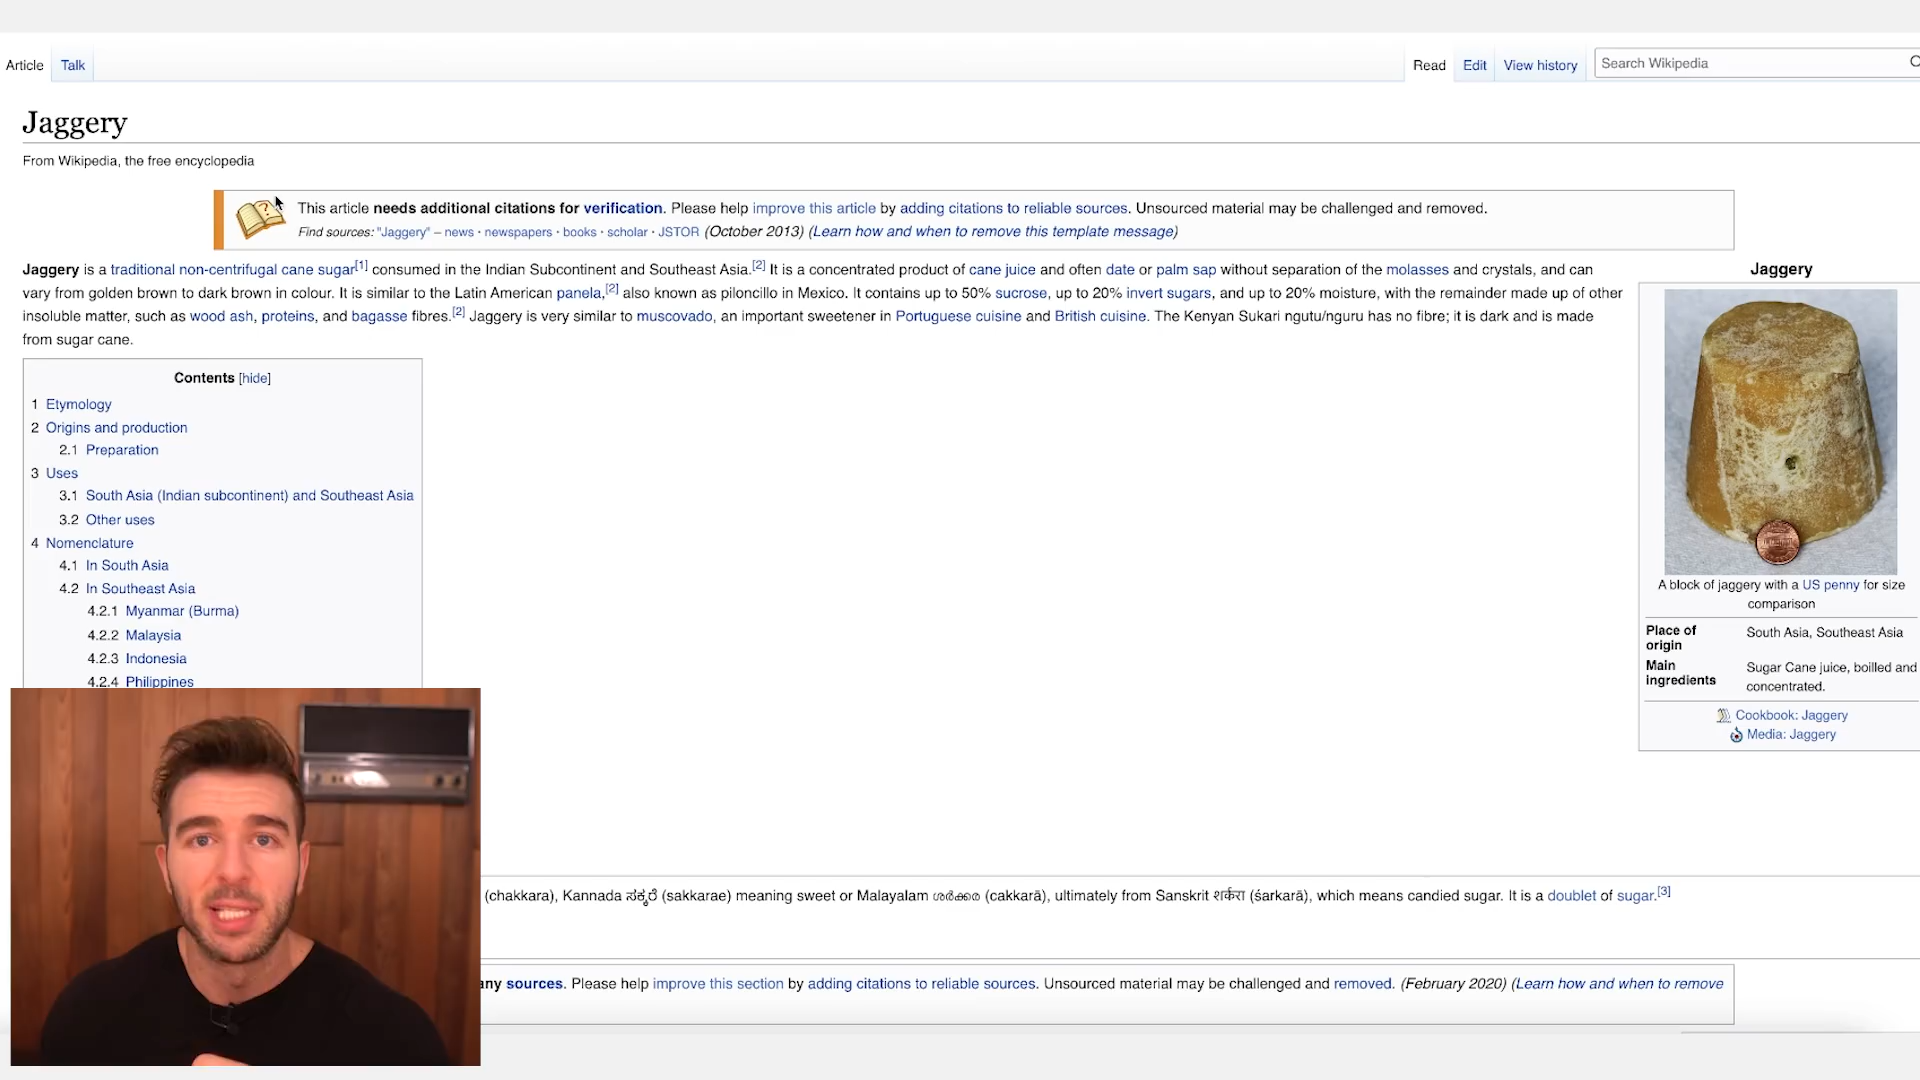 Article Talk Read Edit View history Search Wikipedia
Jaggery
From Wikipedia, the free encyclopedia
This article needs additional citations for verification. Please help improve this article by adding citations to reliable sources. Unsourced material may be challenged and removed.
Find sources: "Jaggery" – news · newspapers · books · scholar · JSTOR (October 2013) (Learn how and when to remove this template message)
Jaggery is a traditional non-centrifugal cane sugar[1] consumed in the Indian Subcontinent and Southeast Asia.[2] It is a concentrated product of cane juice and often date or palm sap without separation of the molasses and crystals, and can
vary from golden brown to dark brown in colour. It is similar to the Latin American panela,[2] also known as piloncillo in Mexico. It contains up to 50% sucrose, up to 20% invert sugars, and up to 20% moisture, with the remainder made up of other
insoluble matter, such as wood ash, proteins, and bagasse fibres.[2] Jaggery is very similar to muscovado, an important sweetener in Portuguese cuisine and British cuisine. The Kenyan Sukari ngutu/nguru has no fibre; it is dark and is made
from sugar cane.
Contents [hide]
1 Etymology
2 Origins and production
2.1 Preparation
3 Uses
3.1 South Asia (Indian subcontinent) and Southeast Asia
3.2 Other uses
4 Nomenclature
4.1 In South Asia
4.2 In Southeast Asia
4.2.1 Myanmar (Burma)
4.2.2 Malaysia
4.2.3 Indonesia
4.2.4 Philippines
Jaggery
A block of jaggery with a US penny for size
comparison
Place of
origin
South Asia, Southeast Asia
Main
ingredients
Sugar Cane juice, boilled and
concentrated.
Cookbook: Jaggery
Media: Jaggery
(chakkara), Kannada ಸಕ್ಕರೆ (sakkarae) meaning sweet or Malayalam ശർക്കര (cakkarā), ultimately from Sanskrit शर्करा (śarkarā), which means candied sugar. It is a doublet of sugar.[3]
any sources. Please help improve this section by adding citations to reliable sources. Unsourced material may be challenged and removed. (February 2020) (Learn how and when to remove